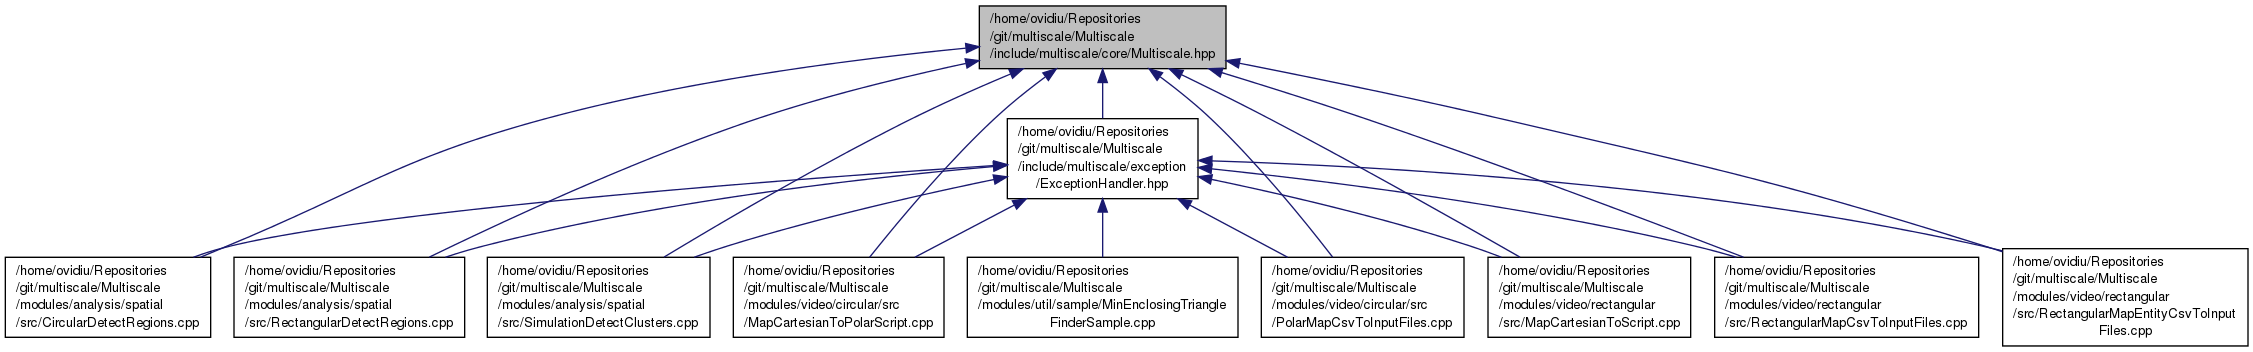 /home/ovidiu/Repositories
/git/multiscale/Multiscale
/include/multiscale/core/Multiscale.hpp
/home/ovidiu/Repositories
/git/multiscale/Multiscale
/include/multiscale/exception
/ExceptionHandler.hpp
/home/ovidiu/Repositories
/git/multiscale/Multiscale
/modules/analysis/spatial
/src/CircularDetectRegions.cpp
/home/ovidiu/Repositories
/git/multiscale/Multiscale
/modules/analysis/spatial
/src/RectangularDetectRegions.cpp
/home/ovidiu/Repositories
/git/multiscale/Multiscale
/modules/analysis/spatial
/src/SimulationDetectClusters.cpp
/home/ovidiu/Repositories
/git/multiscale/Multiscale
/modules/video/circular/src
/MapCartesianToPolarScript.cpp
/home/ovidiu/Repositories
/git/multiscale/Multiscale
/modules/util/sample/MinEnclosingTriangle
FinderSample.cpp
/home/ovidiu/Repositories
/git/multiscale/Multiscale
/modules/video/circular/src
/PolarMapCsvToInputFiles.cpp
/home/ovidiu/Repositories
/git/multiscale/Multiscale
/modules/video/rectangular
/src/MapCartesianToScript.cpp
/home/ovidiu/Repositories
/git/multiscale/Multiscale
/modules/video/rectangular
/src/RectangularMapCsvToInputFiles.cpp
/home/ovidiu/Repositories
/git/multiscale/Multiscale
/modules/video/rectangular
/src/RectangularMapEntityCsvToInput
Files.cpp